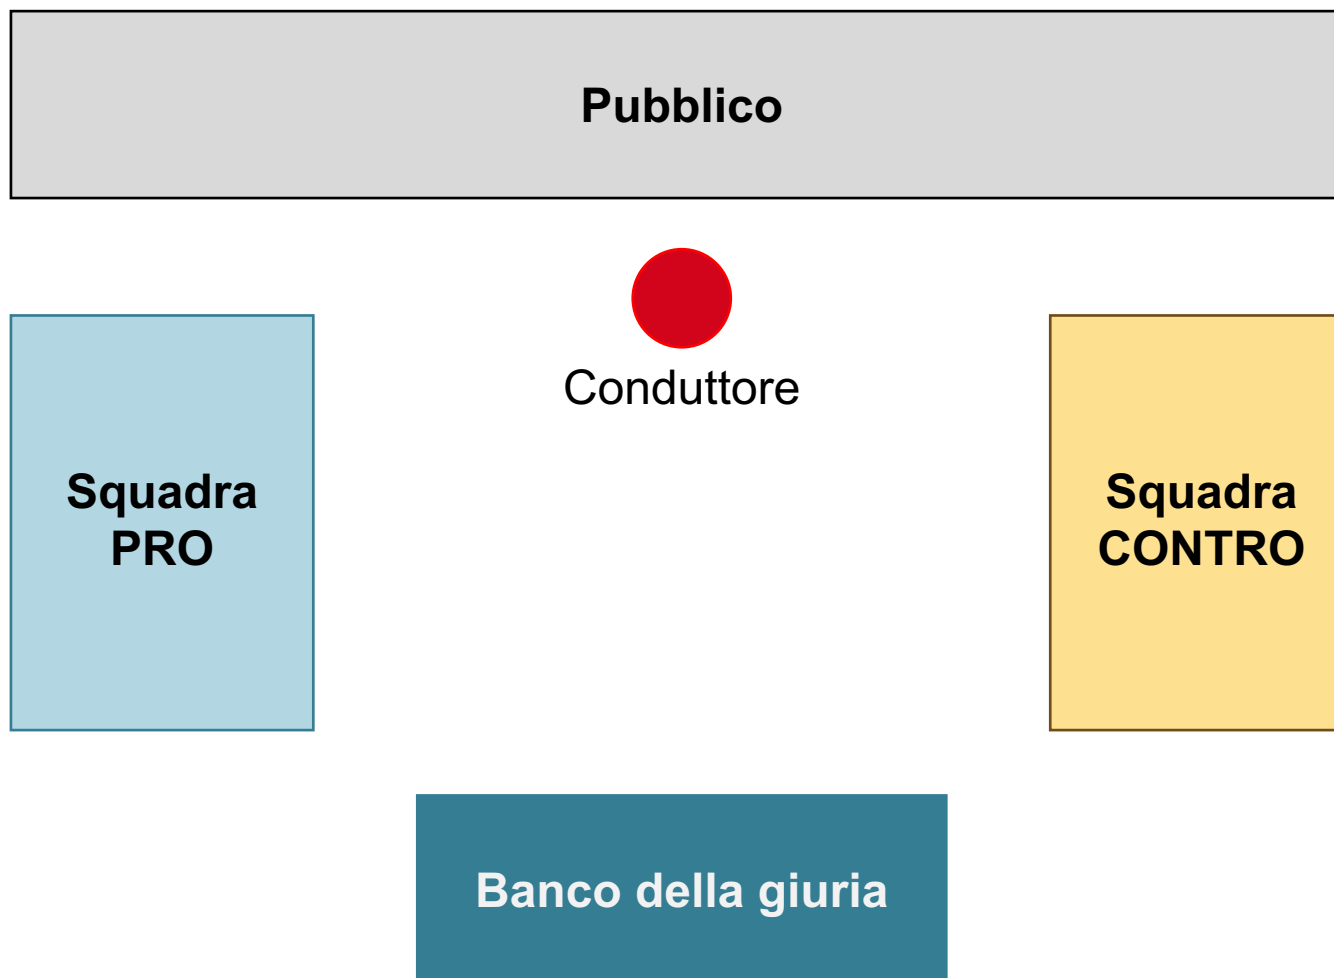 Pubblico
Conduttore
Squadra
PRO
Squadra
CONTRO
Banco della giuria